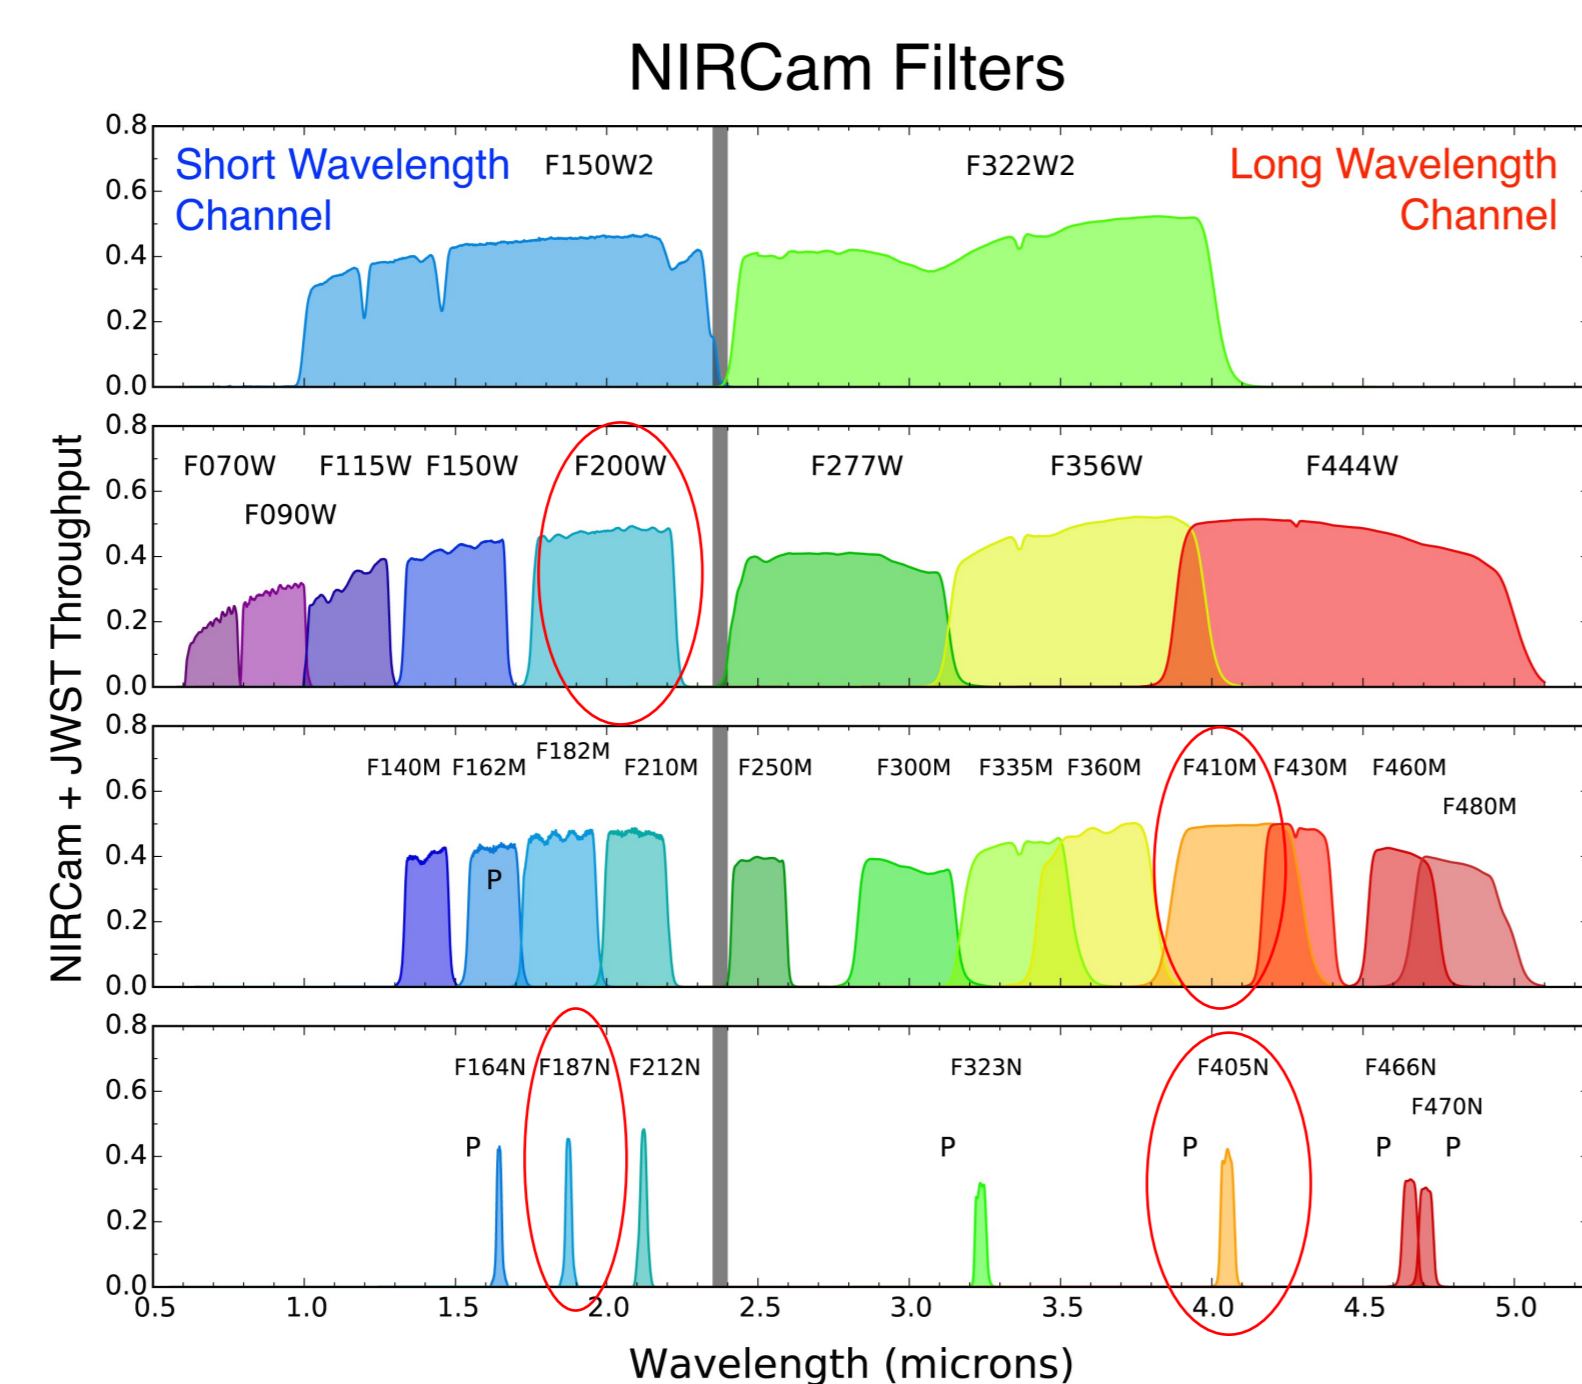 NIRCam Filters
NIRCam + JWST Throughput
0.8
0.6
0.4
0.2
0.0
Short Wavelength
Channel
F150W2
F322W2
Long Wavelength
Channel
0.8
0.6
0.4
0.2
0.0
F070W F115W F150W F200W F277W F356W F444W
F090W
0.8
0.6
0.4
0.2
0.0
F182M
F140M F162M F210M F250M F300M F335M F360M F410M F430M F460M
F480M
P
0.8
0.6
0.4
0.2
0.0
F164N F187N F212N F323N F405N F466N
F470N
P P P P P
0.5 1.0 1.5 2.0 2.5 3.0 3.5 4.0 4.5 5.0
Wavelength (microns)